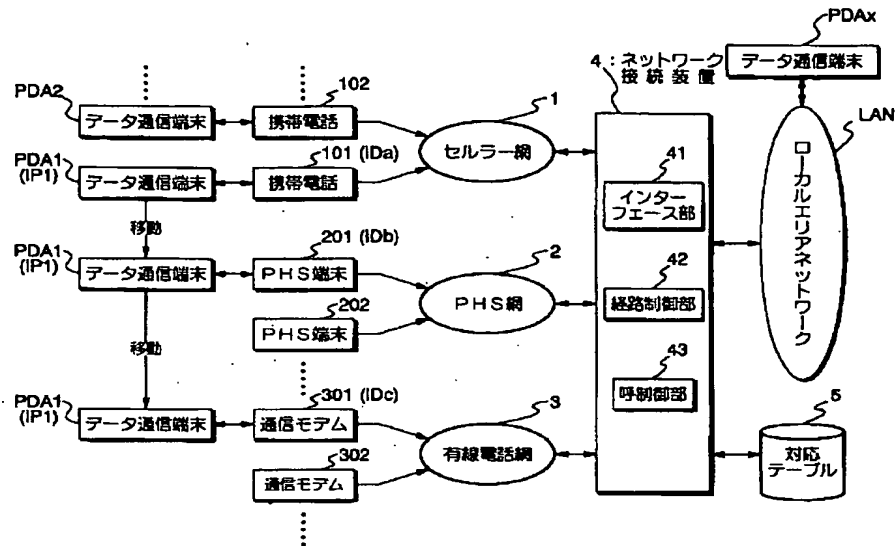 PDAx
データ通信端末
4：ネットワーク
接続装置
LAN
ローカルエリアネットワーク
PDA2
データ通信端末
102
携帯電話
1
セルラー網
PDA1
(IP1)
データ通信端末
101 (IDa)
携帯電話
41
インター
フェース部
移動
PDA1
(IP1)
データ通信端末
201 (IDb)
PHS端末
2
PHS網
42
経路制御部
202
PHS端末
移動
43
呼制御部
PDA1
(IP1)
データ通信端末
301 (IDc)
通信モデム
3
有線電話網
5
対応
テーブル
302
通信モデム